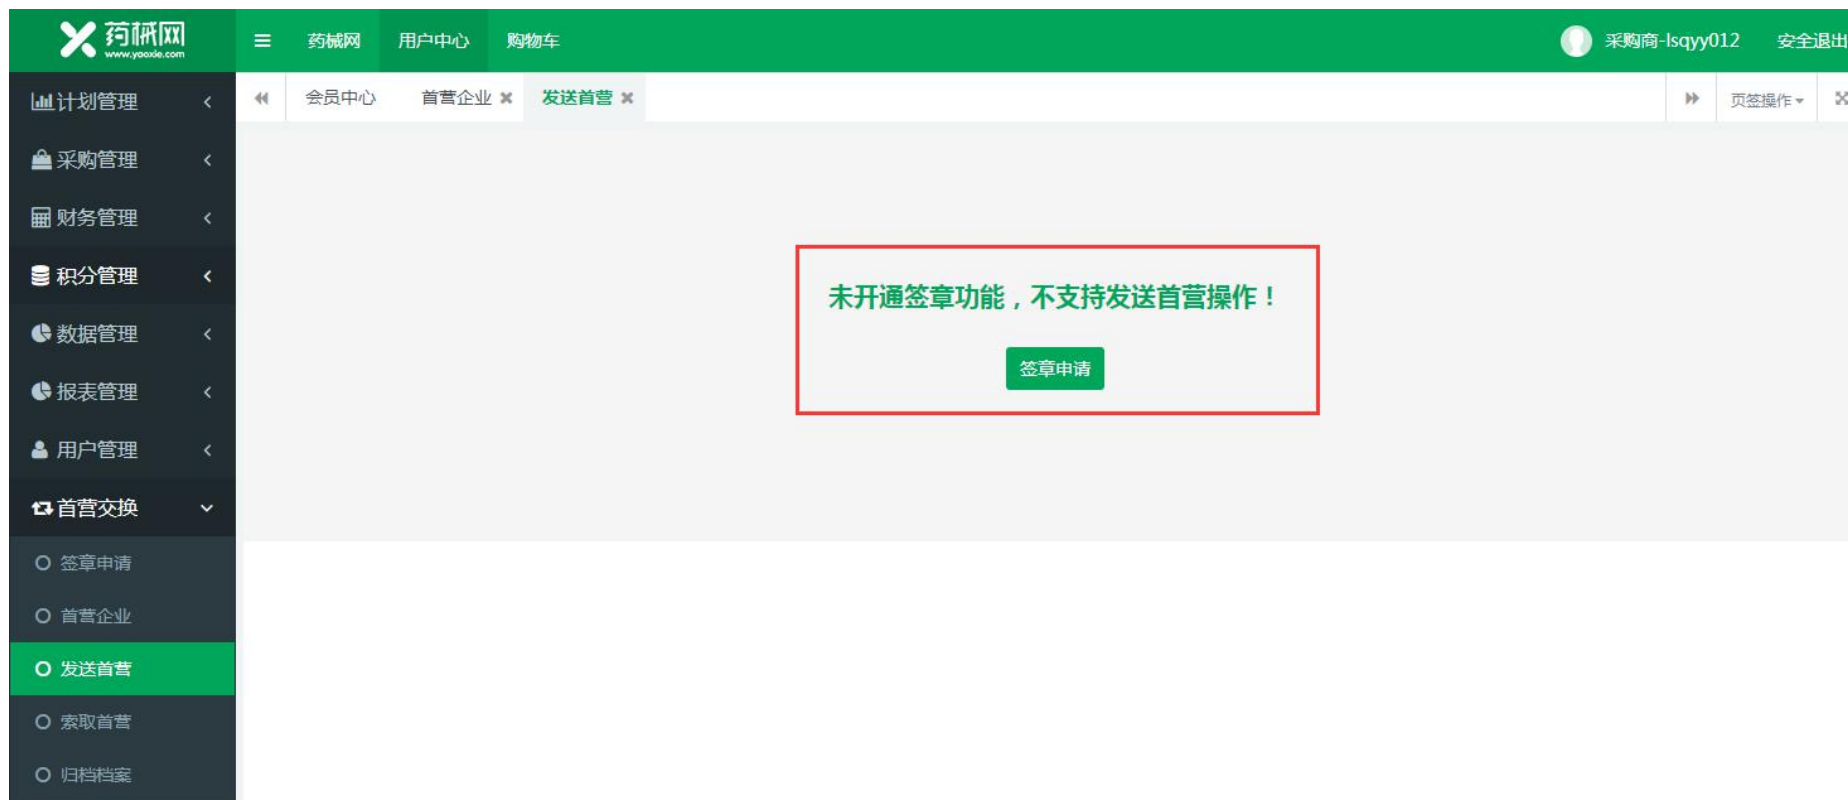 药械网
www.yaoxie.com
药械网 用户中心 购物车 采购商-lsqyy012 安全退出
会员中心 首营企业 发送首营 页签操作
计划管理
采购管理
财务管理
积分管理
数据管理
报表管理
用户管理
首营交换
签章申请
首营企业
发送首营
索取首营
归档档案
未开通签章功能，不支持发送首营操作！
签章申请